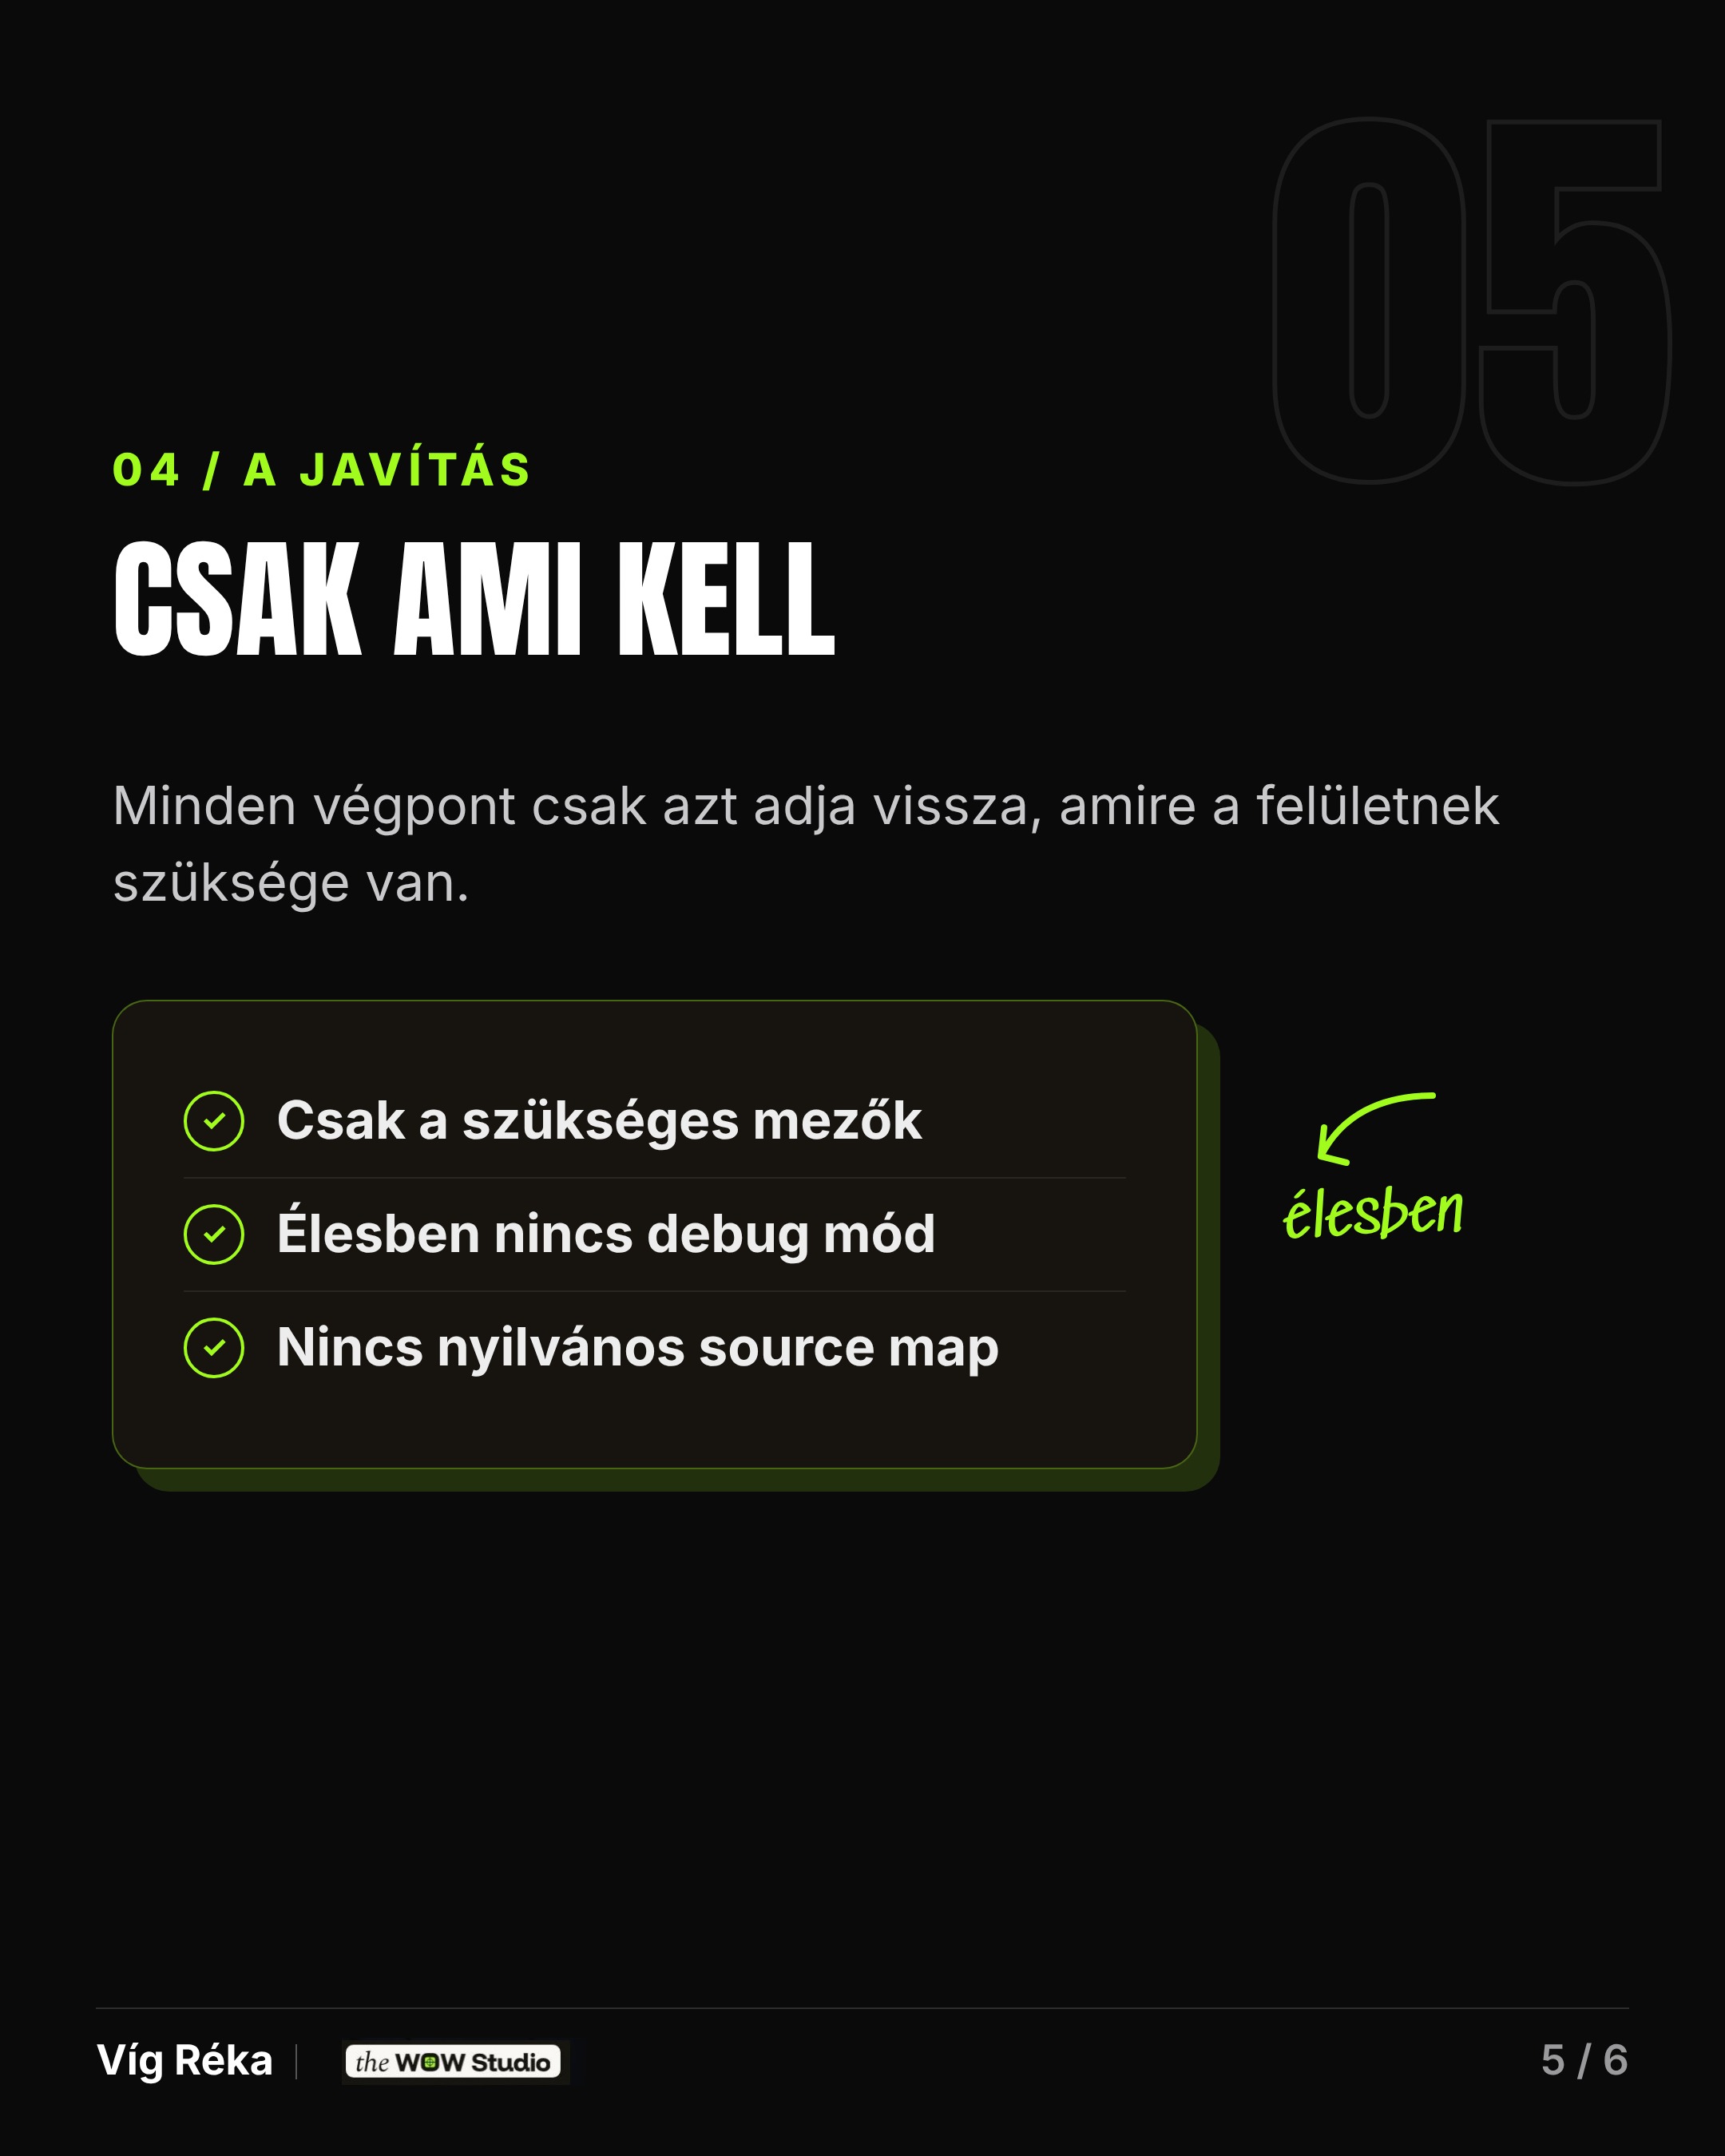 05
04 / A JAVÍTÁS
CSAK AMI KELL
Minden végpont csak azt adja vissza, amire a felületnek
szüksége van.
Csak a szükséges mezők
Élesben nincs debug mód
Nincs nyilvános source map
élesben
Víg Réka
the WOW Studio
5 / 6